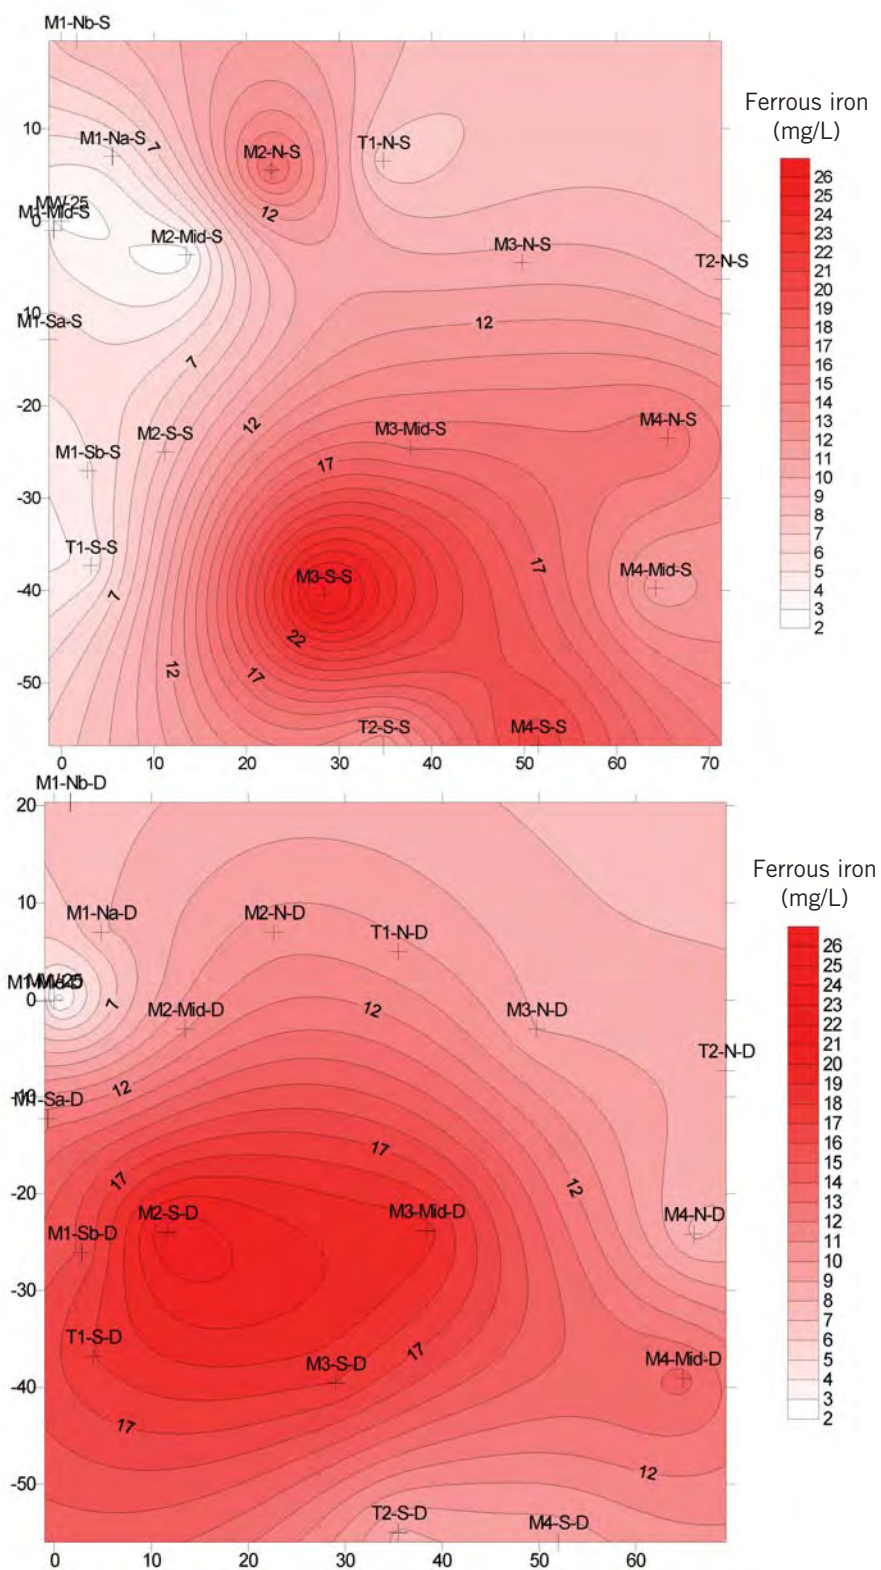 M1-Nb-S
10
M1-Na-S
7
M2-N-S
T1-N-S
Ferrous iron
(mg/L)
MW-25
0
M1-Mid-S
12
M2-Mid-S
M3-N-S
T2-N-S
-10
M1-Sa-S
12
7
-20
12
M2-S-S
M3-Mid-S
M4-N-S
M1-Sb-S
17
-30
T1-S-S
17
M4-Mid-S
M3-S-S
-40
7
22
12
17
-50
T2-S-S
M4-S-S
0 10 20 30 40 50 60 70
26
25
24
23
22
21
20
19
18
17
16
15
14
13
12
11
10
9
8
7
6
5
4
3
2
M1-Nb-D
20
Ferrous iron
(mg/L)
10
M1-Na-D
M2-N-D
T1-N-D
MW-25
M1-Mid-D
0
7
M2-Mid-D
12
M3-N-D
T2-N-D
12
-10
M1-Sa-D
17
17
12
-20
M2-S-D
M3-Mid-D
M4-N-D
M1-Sb-D
-30
T1-S-D
17
M3-S-D
M4-Mid-D
-40
17
12
-50
T2-S-D
M4-S-D
0 10 20 30 40 50 60
26
25
24
23
22
21
20
19
18
17
16
15
14
13
12
11
10
9
8
7
6
5
4
3
2